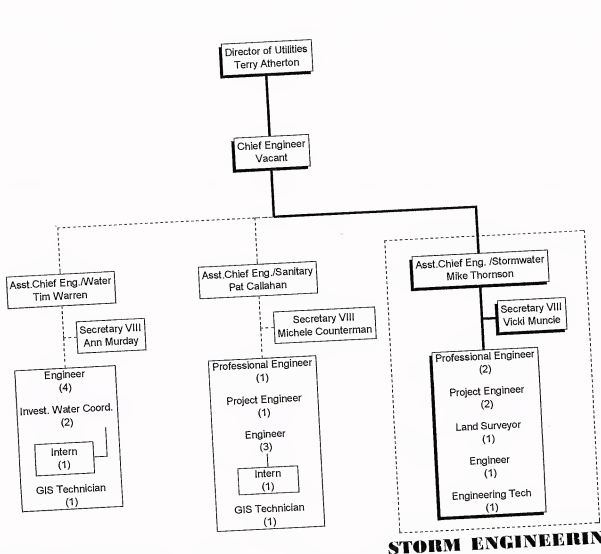 Director of Utilities
Terry Atherton
Chief Engineer
Vacant
Asst.Chief Eng./Water
Tim Warren
Secretary VIII
Ann Murday
Engineer
(4)
Invest. Water Coord.
(2)
Intern
(1)
GIS Technician
(1)
Asst.Chief Eng./Sanitary
Pat Callahan
Secretary VIII
Michele Counterman
Professional Engineer
(1)
Project Engineer
(1)
Engineer
(3)
Intern
(1)
GIS Technician
(1)
Asst.Chief Eng. /Stormwater
Mike Thornson
Secretary VIII
Vicki Muncie
Professional Engineer
(2)
Project Engineer
(2)
Land Surveyor
(1)
Engineer
(1)
Engineering Tech
(1)
STORM ENGINEERIN